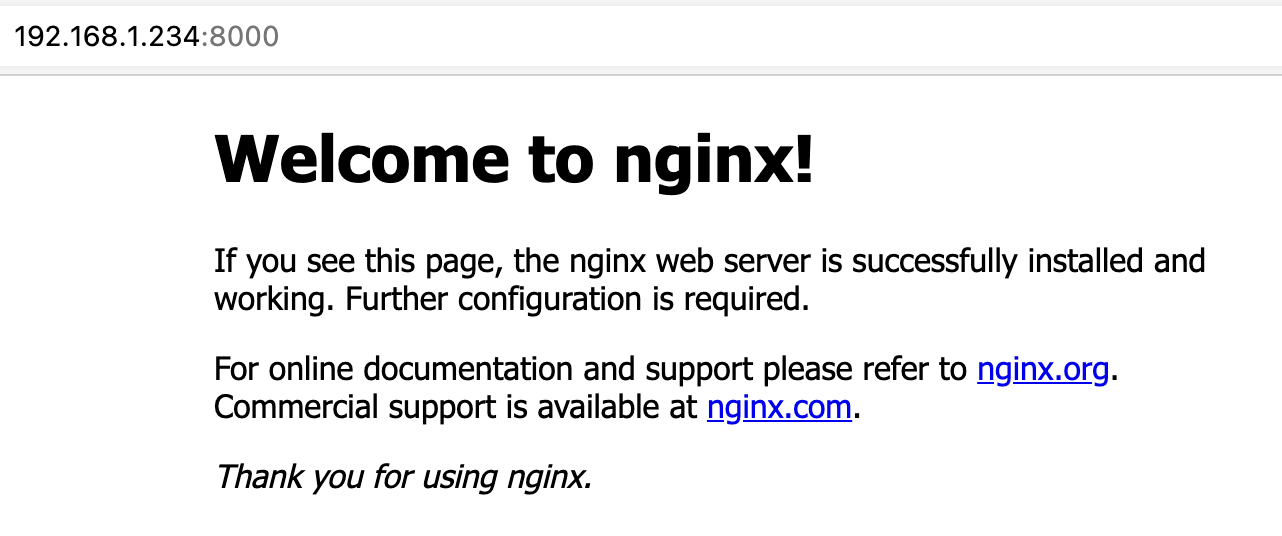 192.168.1.234:8000
Welcome to nginx!
If you see this page, the nginx web server is successfully installed and
working. Further configuration is required.
For online documentation and support please refer to nginx.org.
Commercial support is available at nginx.com.
Thank you for using nginx.